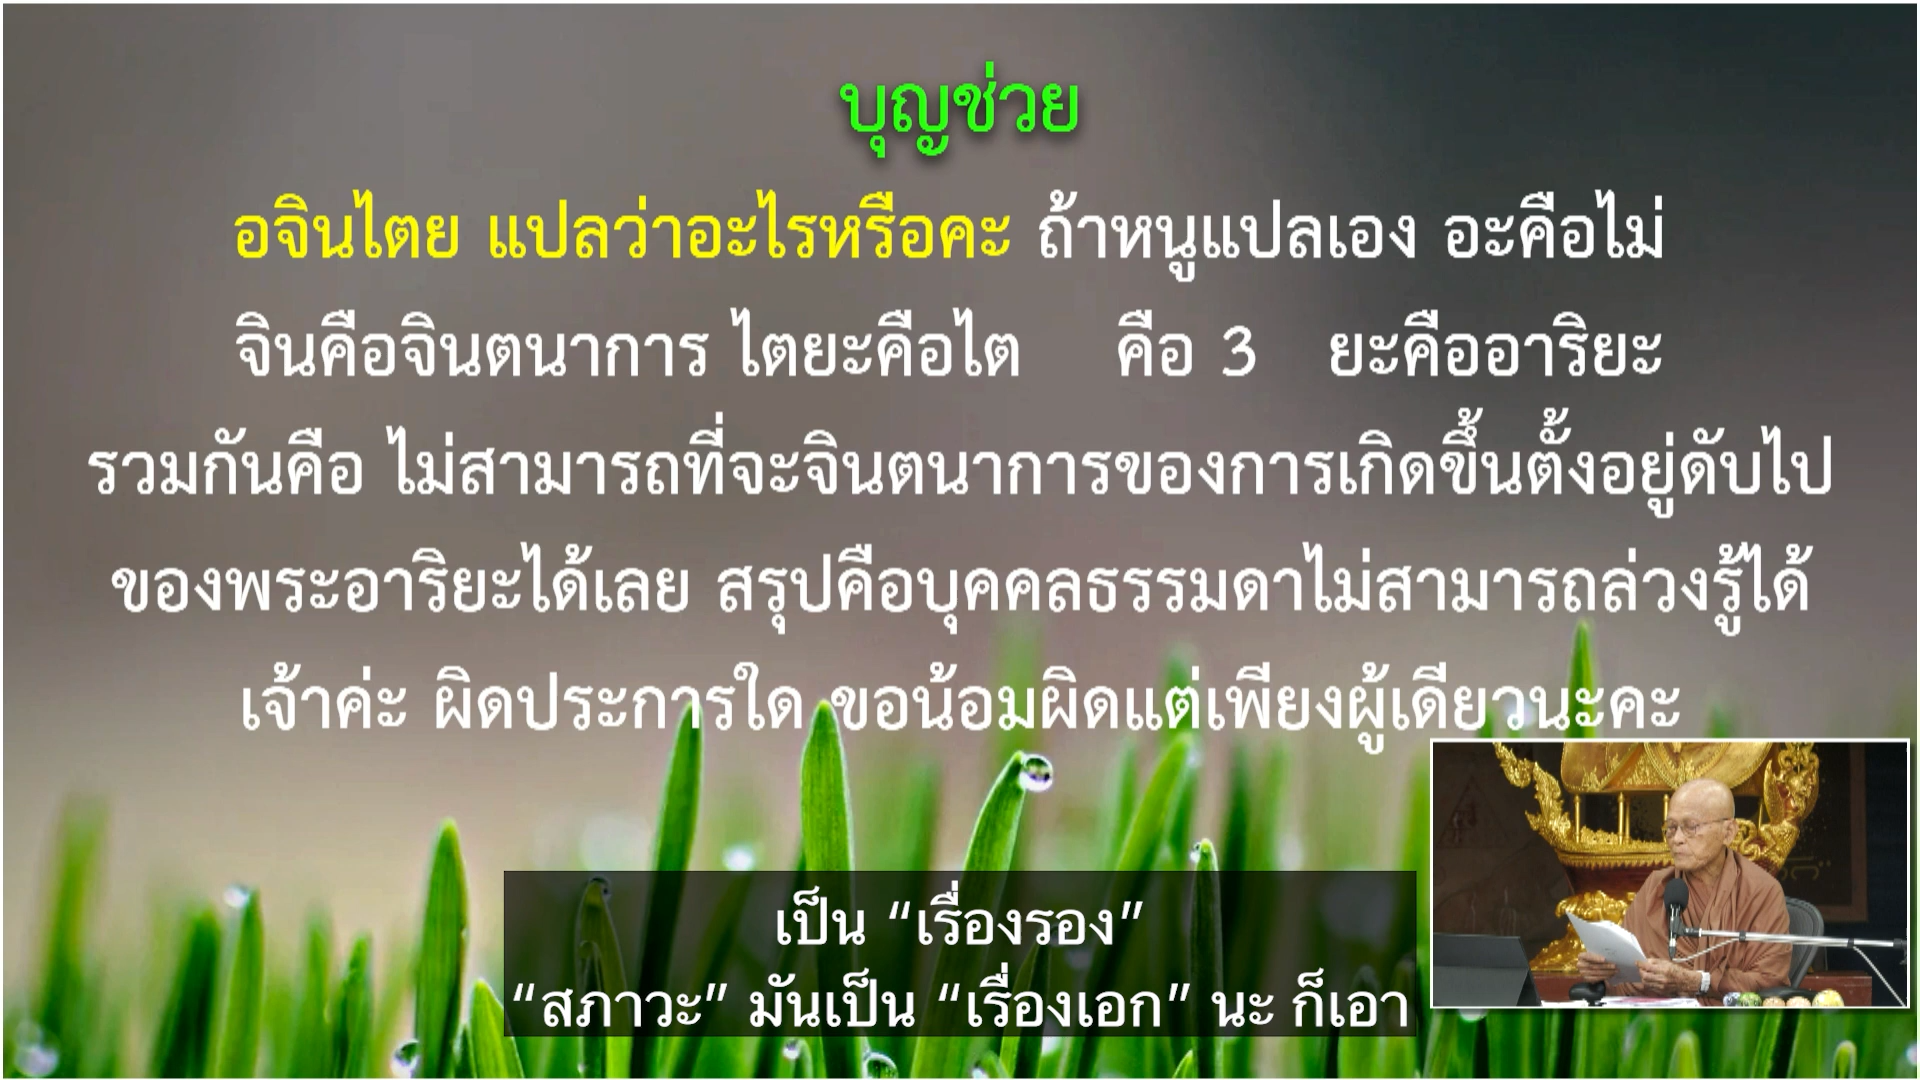 บุญช่วย
อจินไตย แปลว่าอะไรหรือคะ ถ้าหนูแปลเอง อะคือไม่
จินคือจินตนาการ ไตยะคือไต คือ 3 ยะคืออาริยะ
รวมกันคือ ไม่สามารถที่จะจินตนาการของการเกิดขึ้นตั้งอยู่ดับไป
ของพระอาริยะได้เลย สรุปคือบุคคลธรรมดาไม่สามารถล่วงรู้ได้
เจ้าค่ะ ผิดประการใด ขอน้อมผิดแต่เพียงผู้เดียวนะคะ
เป็น “เรื่องรอง”
“สภาวะ” มันเป็น “เรื่องเอก” นะ ก็เอา